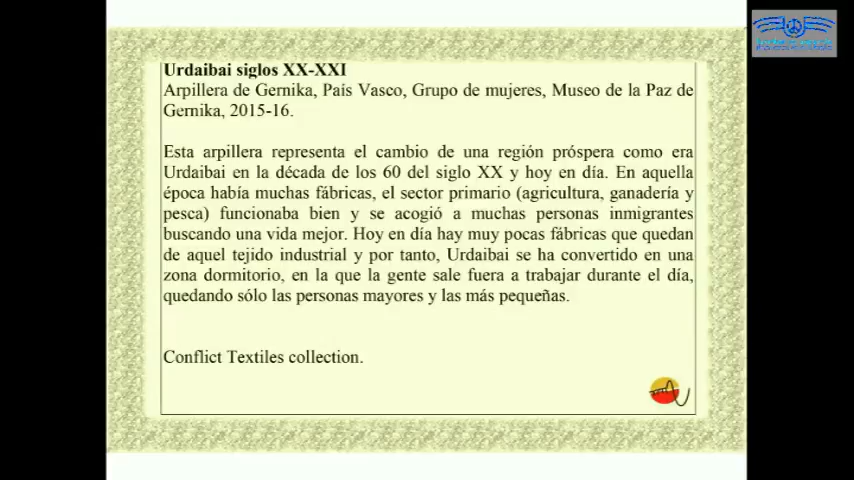 Urdaibai siglos XX-XXI
Arpillera de Gernika, País Vasco, Grupo de mujeres, Museo de la Paz de
Gernika, 2015-16.
Esta arpillera representa el cambio de una región próspera como era
Urdaibai en la década de los 60 del siglo XX y hoy en día. En aquella
época había muchas fábricas, el sector primario (agricultura, ganadería y
pesca) funcionaba bien y se acogió a muchas personas inmigrantes
buscando una vida mejor. Hoy en día hay muy pocas fábricas que quedan
de aquel tejido industrial y por tanto, Urdaibai se ha convertido en una
zona dormitorio, en la que la gente sale fuera a trabajar durante el día,
quedando sólo las personas mayores y las más pequeñas.
Conflict Textiles collection.